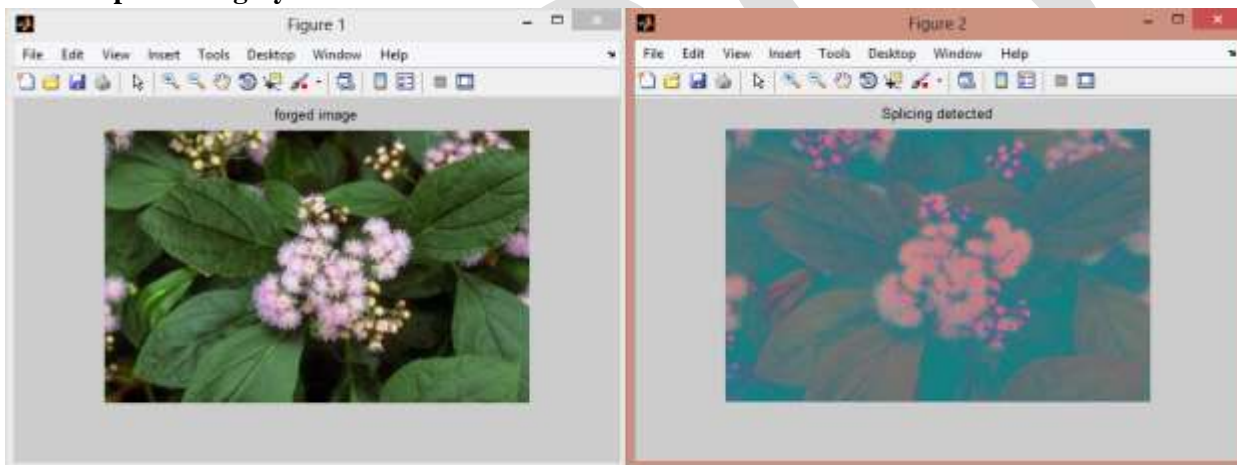 Figure 1
File Edit View Insert Tools Desktop Window Help
forged image
Figure 2
File Edit View Insert Tools Desktop Window Help
Splicing detected